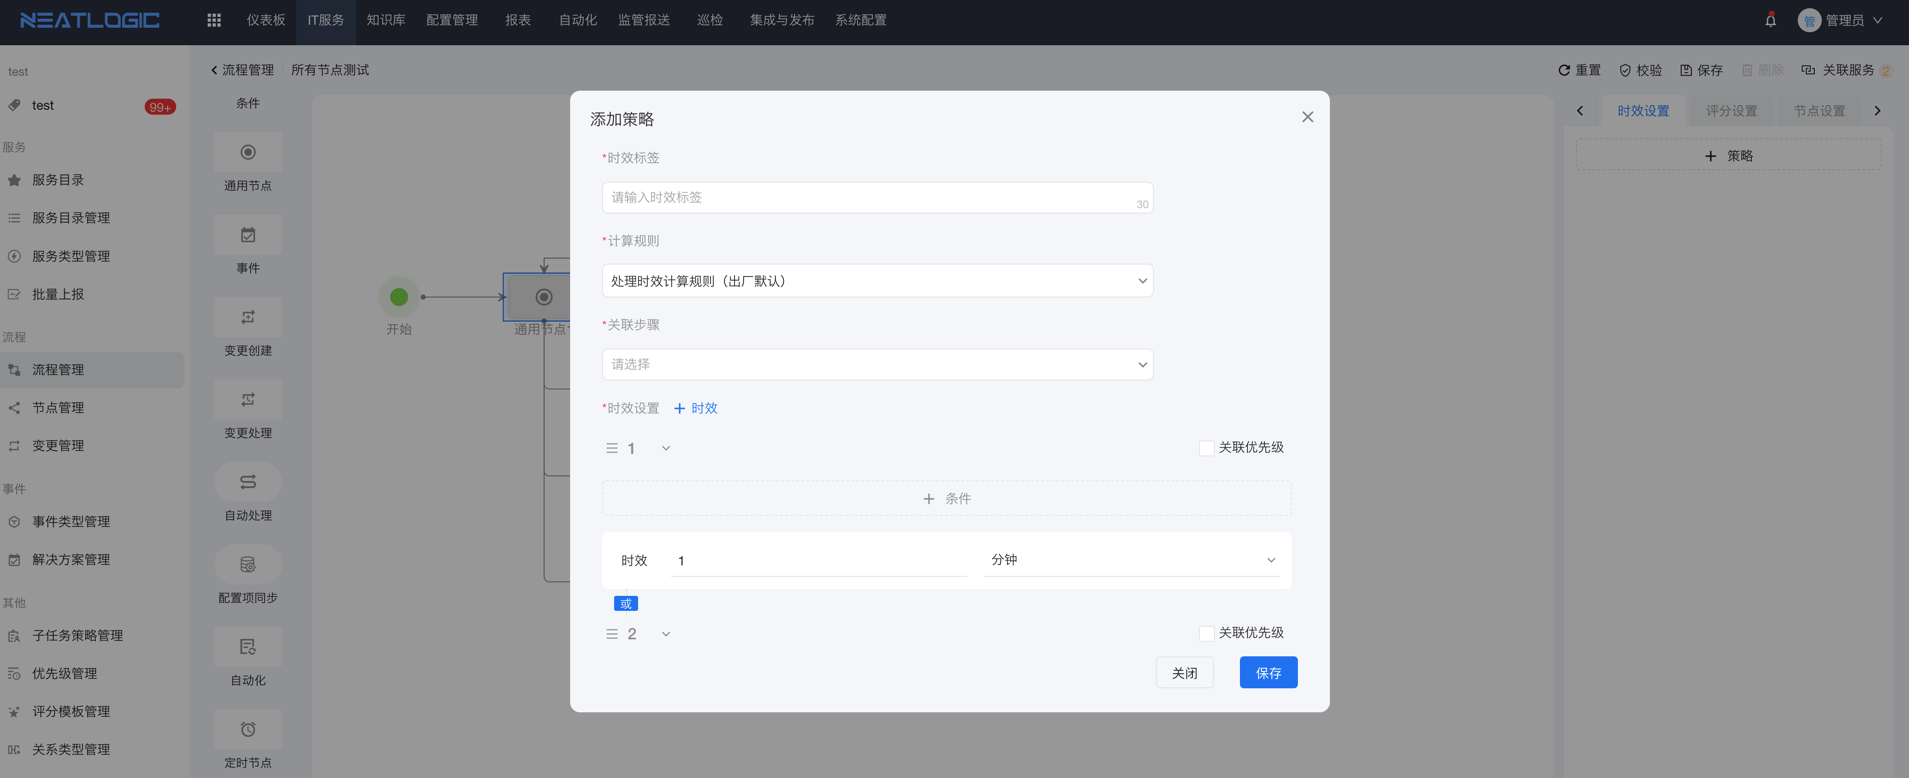 NEATLOGIC
仪表板
IT服务
知识库
配置管理
报表
自动化
监管报送
巡检
集成与发布
系统配置
管
管理员
test
test
99+
服务
服务目录
服务目录管理
服务类型管理
批量上报
流程
流程管理
节点管理
变更管理
事件
事件类型管理
解决方案管理
其他
子任务策略管理
优先级管理
评分模板管理
关系类型管理
流程管理
所有节点测试
重置
校验
保存
删除
关联服务
2
条件
通用节点
事件
变更创建
变更处理
自动处理
配置项同步
自动化
定时节点
开始
通用节点1
添加策略
*时效标签
请输入时效标签
30
*计算规则
处理时效计算规则（出厂默认）
*关联步骤
请选择
*时效设置
+ 时效
1
关联优先级
+ 条件
时效
1
分钟
或
2
关联优先级
关闭
保存
时效设置
评分设置
节点设置
+ 策略